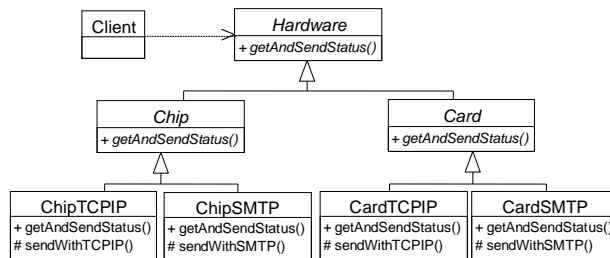 Client
Hardware
+ getAndSendStatus()
Chip
+ getAndSendStatus()
Card
+ getAndSendStatus()
ChipTCPIP
+ getAndSendStatus()
# sendWithTCPIP()
ChipSMTP
+ getAndSendStatus()
# sendWithSMTP()
CardTCPIP
+ getAndSendStatus()
# sendWithTCPIP()
CardSMTP
+ getAndSendStatus()
# sendWithSMTP()